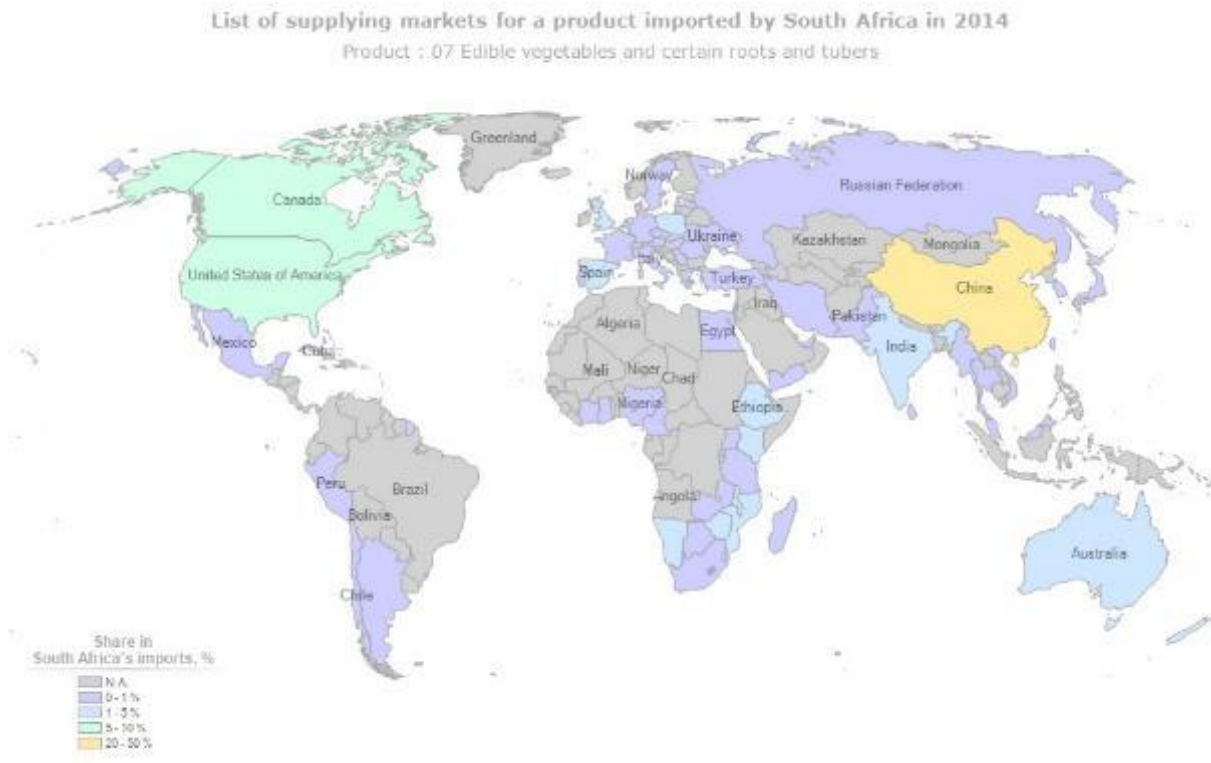 List of supplying markets for a product imported by South Africa in 2014
Product : 07 Edible vegetables and certain roots and tubers
Greenland
Norway
Canada
Russian Federation
Ukraine
Kazakhstan
Mongolia
Spain
Italy
United States of America
Turkey
China
Iraq
Pakistan
Algeria
Egypt
Mexico
India
Cuba
Mali
Niger
Chad
Nigeria
Ethiopia
Peru
Brazil
Angola
Bolivia
Australia
Chile
Share in
South Africa's imports, %
N.A.
0 - 1 %
1 - 5 %
5 - 10 %
20 - 50 %